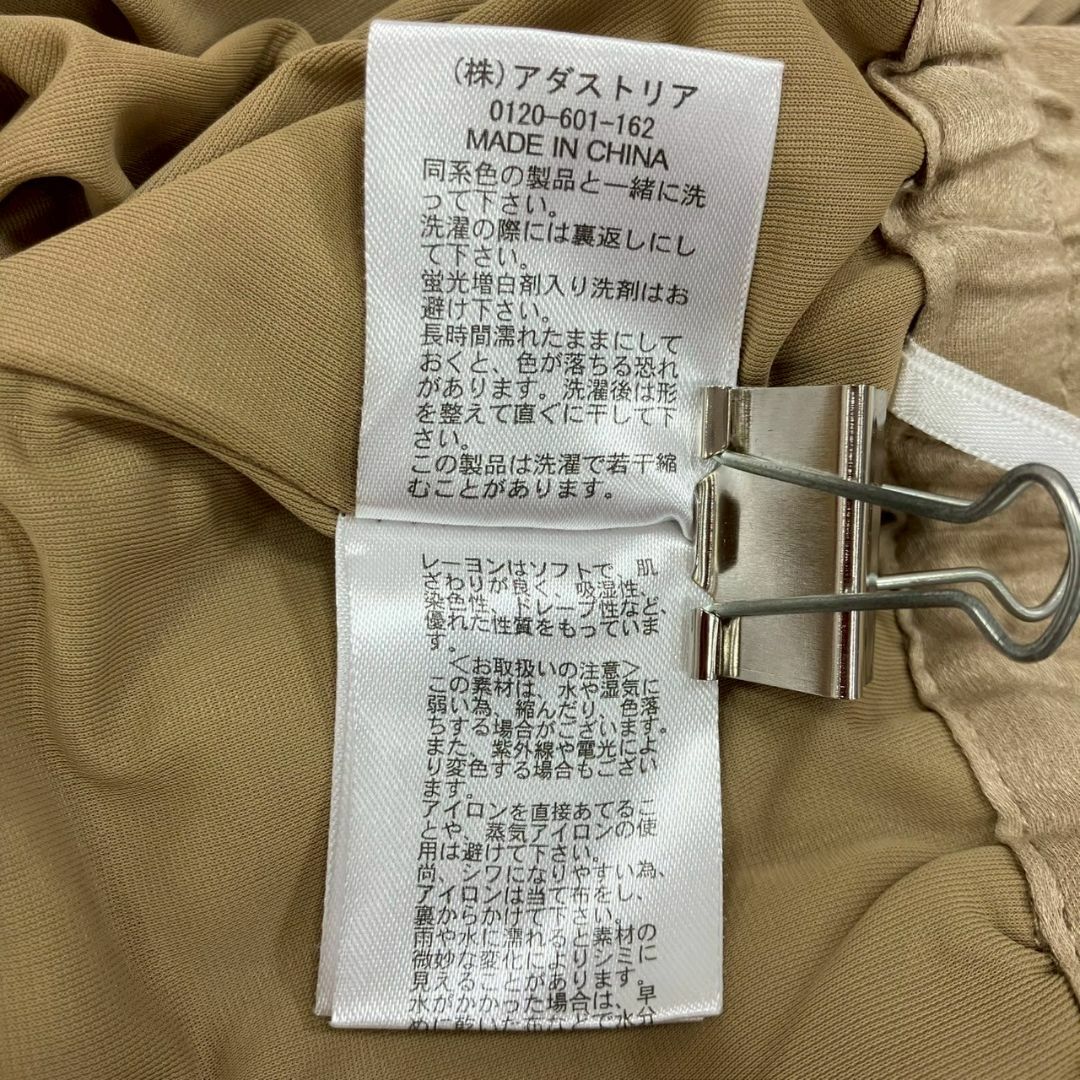 (株)アダストリア
0120-601-162
MADE IN CHINA
同系色の製品と一緒に洗
って下さい。
洗濯の際には裏返しにし
て下さい。
蛍光増白剤入り洗剤はお
避け下さい。
長時間濡れたままにして
おくと、色が落ちる恐れ
があります。洗濯後は形
を整えて直ぐに干して下
さい。
この製品は洗濯で若干縮
むことがあります。
レーヨンはソフトで、肌
ざわりが良く、吸湿性、
染色性、ドレープ性など、
優れた性質をもっていま
す。
<お取扱いの注意>
この素材は、水や湿気に
弱い為、縮んだり、色落
ちする場合がございます。
また、紫外線や電光によ
り変色する場合もござい
ます。
アイロンを直接あてるこ
とや、蒸気アイロンの使
用は避けて下さい。
尚、シワになりやすい為、
アイロンは当て布をし、
裏からかけて下さい。
雨や水に濡れると素材の
微妙な変化によりシミに
見えることがあります。
水がかかった場合は、早
めに乾いた布などで水分